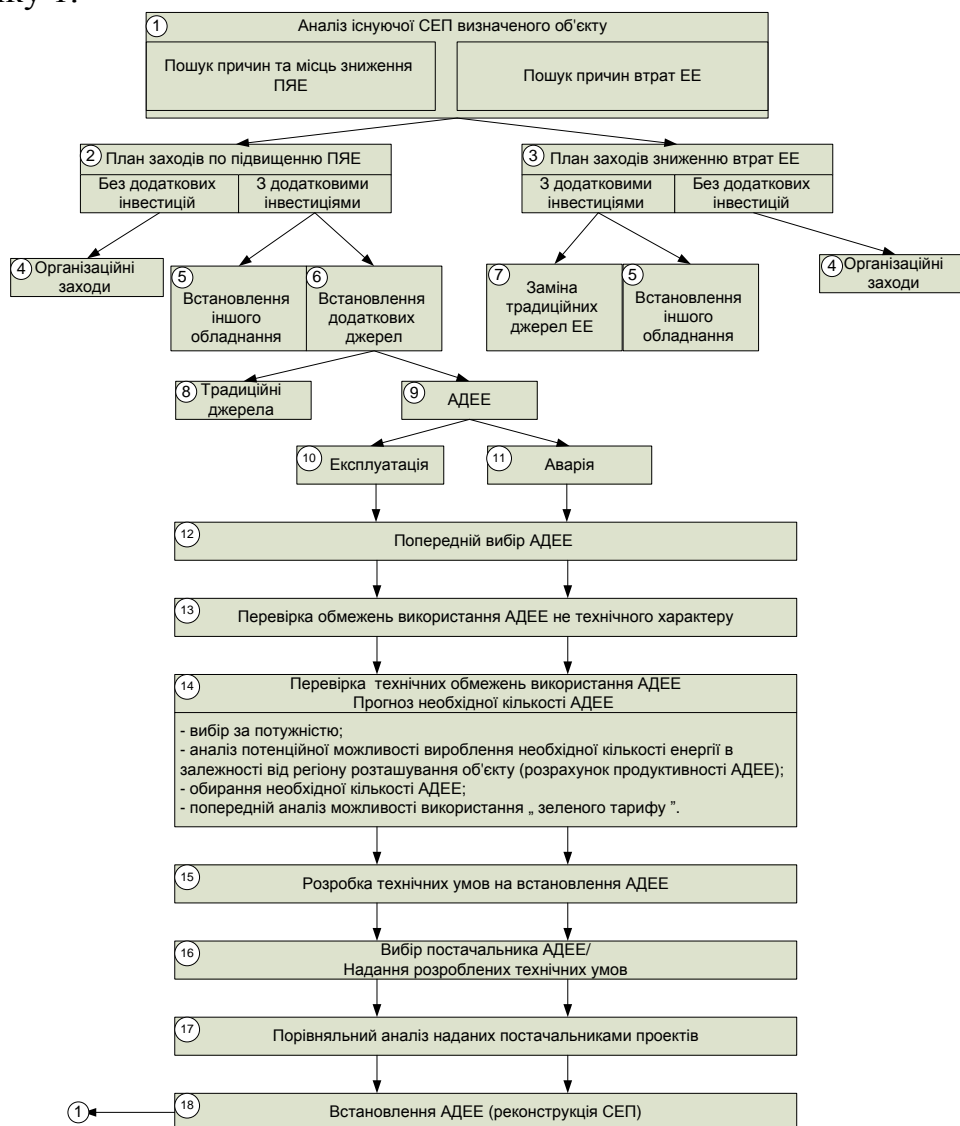 1
Аналіз існуючої СЕП визначеного об'єкту
Пошук причин та місць зниження
ПЯЕ
Пошук причин втрат ЕЕ
2
План заходів по підвищенню ПЯЕ
Без додаткових
інвестицій
З додатковими
інвестиціями
3
План заходів зниженню втрат ЕЕ
З додатковими
інвестиціями
Без додаткових
інвестицій
4
Організаційні
заходи
5
Встановлення
іншого
обладнання
6
Встановлення
додаткових
джерел
7
Заміна
традиційних
джерел ЕЕ
5
Встановлення
іншого
обладнання
4
Організаційні
заходи
8
Традиційні
джерела
9
АДЕЕ
10
Експлуатація
11
Аварія
12
Попередній вибір АДЕЕ
13
Перевірка обмежень використання АДЕЕ не технічного характеру
14
Перевірка технічних обмежень використання АДЕЕ
Прогноз необхідної кількості АДЕЕ
- вибір за потужністю;
- аналіз потенційної можливості вироблення необхідної кількості енергії в
залежності від регіону розташування об'єкту (розрахунок продуктивності АДЕЕ);
- обирання необхідної кількості АДЕЕ;
- попередній аналіз можливості використання „ зеленого тарифу ”.
15
Розробка технічних умов на встановлення АДЕЕ
16
Вибір постачальника АДЕЕ/
Надання розроблених технічних умов
17
Порівняльний аналіз наданих постачальниками проектів
18
Встановлення АДЕЕ (реконструкція СЕП)
1